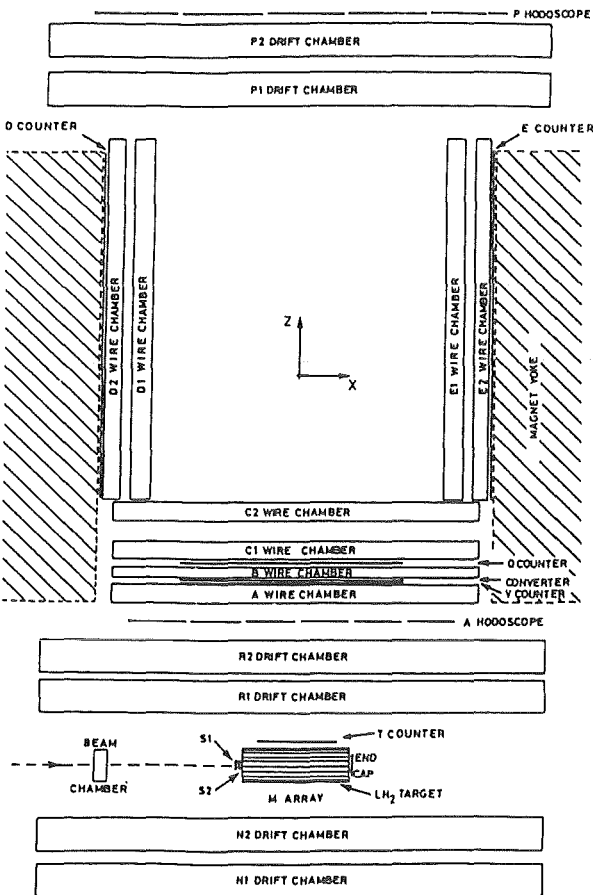 P HODOSCOPE
P2 DRIFT CHAMBER
P1 DRIFT CHAMBER
D COUNTER
E COUNTER
D2 WIRE CHAMBER
D1 WIRE CHAMBER
E1 WIRE CHAMBER
E2 WIRE CHAMBER
MAGNET YOKE
Z
X
C2 WIRE CHAMBER
C1 WIRE CHAMBER
O COUNTER
B WIRE CHAMBER
CONVERTER
A WIRE CHAMBER
V COUNTER
A HODOSCOPE
R2 DRIFT CHAMBER
R1 DRIFT CHAMBER
T COUNTER
BEAM
CHAMBER
S1
S2
END
CAP
M ARRAY
LH2 TARGET
N2 DRIFT CHAMBER
N1 DRIFT CHAMBER